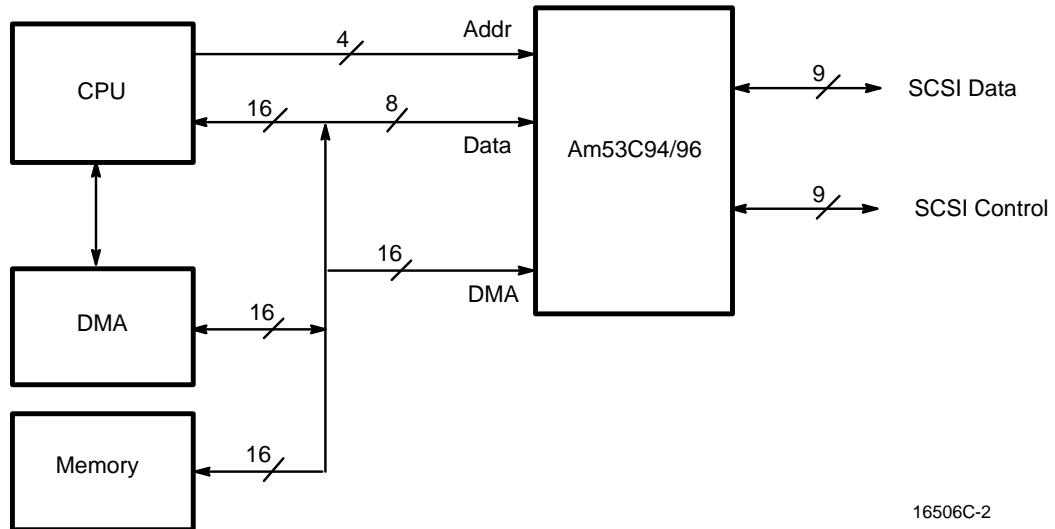 Addr
4
CPU
9
SCSI Data
16
8
Data
Am53C94/96
9
SCSI Control
16
DMA
DMA
16
Memory
16
16506C-2